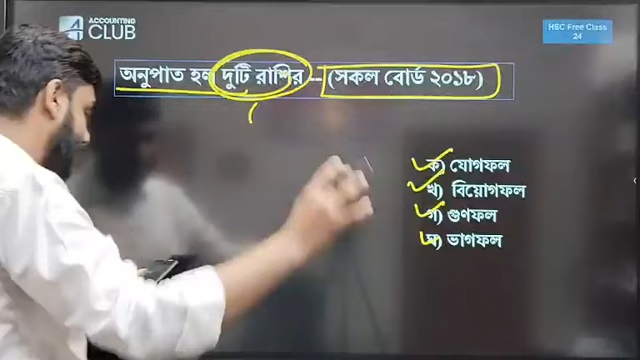 ACCOUNTING
CLUB
HSC Free Class
24
অনুপাত হল দুটি রাশির -- (সকল বোর্ড ২০১৮)
ক) যোগফল
খ) বিয়োগফল
গ) গুণফল
ঘ) ভাগফল